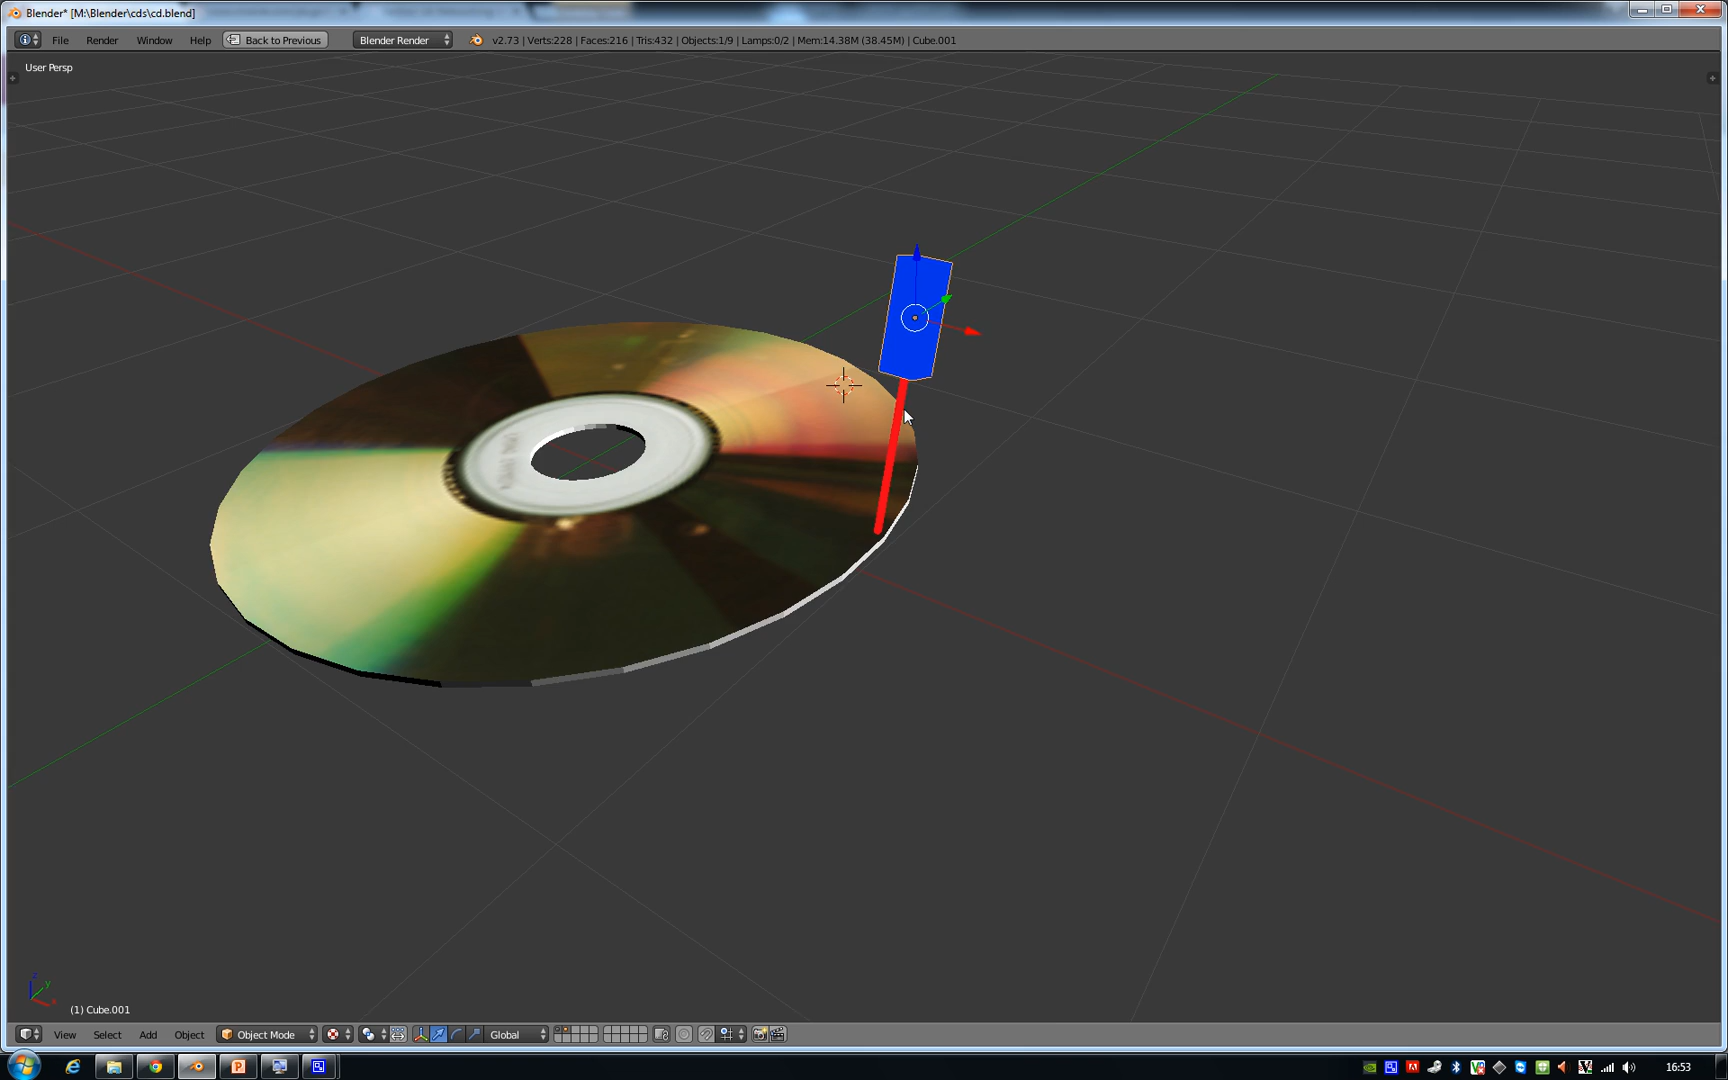 Blender* [M:\Blender\cds\cd.blend]
File Render Window Help Back to Previous Blender Render v2.73 | Verts:228 | Faces:216 | Tris:432 | Objects:1/9 | Lamps:0/2 | Mem:14.38M (38.45M) | Cube.001
User Persp
z
y
x
(1) Cube.001
View Select Add Object Object Mode Global
16:53